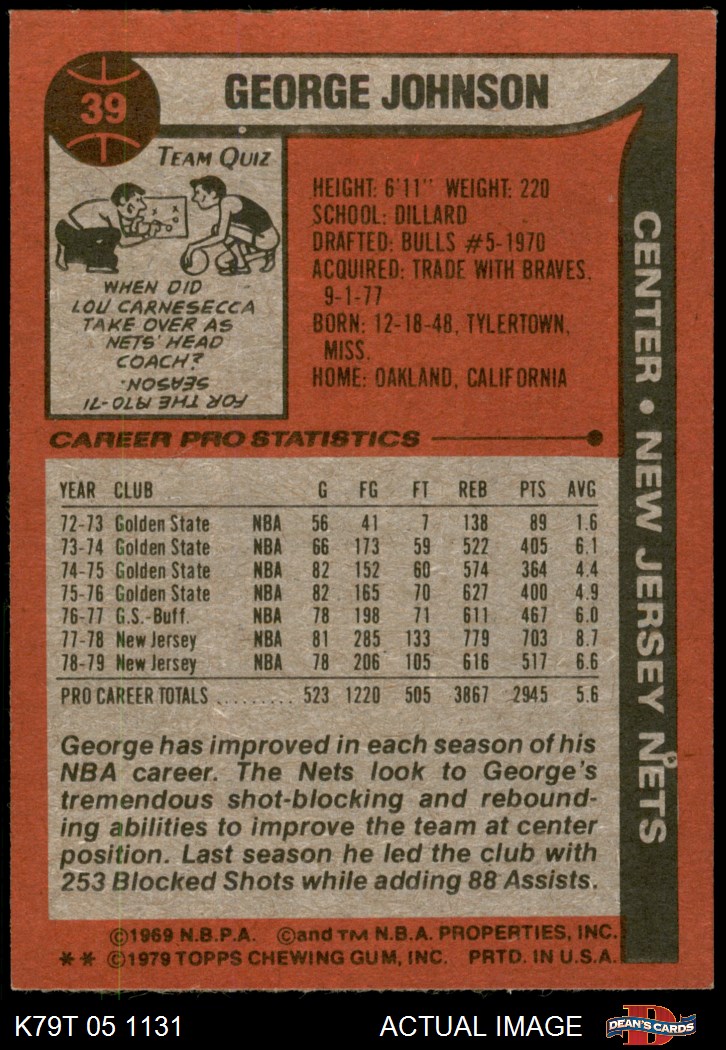 39
GEORGE JOHNSON
TEAM QUIZ
WHEN DID
LOU CARNESECCA
TAKE OVER AS
NETS' HEAD
COACH?
FOR THE 1970-71
SEASON.
HEIGHT: 6'11" WEIGHT: 220
SCHOOL: DILLARD
DRAFTED: BULLS #5-1970
ACQUIRED: TRADE WITH BRAVES,
9-1-77
BORN: 12-18-48, TYLERTOWN,
MISS.
HOME: OAKLAND, CALIFORNIA
CENTER • NEW JERSEY NETS
CAREER PRO STATISTICS
YEAR CLUB G FG FT REB PTS AVG
72-73 Golden State NBA 56 41 7 138 89 1.6
73-74 Golden State NBA 66 173 59 522 405 6.1
74-75 Golden State NBA 82 152 60 574 364 4.4
75-76 Golden State NBA 82 165 70 627 400 4.9
76-77 G.S.-Buff. NBA 78 198 71 611 467 6.0
77-78 New Jersey NBA 81 285 133 779 703 8.7
78-79 New Jersey NBA 78 206 105 616 517 6.6
PRO CAREER TOTALS ......... 523 1220 505 3867 2945 5.6
George has improved in each season of his
NBA career. The Nets look to George's
tremendous shot-blocking and rebound-
ing abilities to improve the team at center
position. Last season he led the club with
253 Blocked Shots while adding 88 Assists.
©1969 N.B.P.A. ©and TM N.B.A. PROPERTIES, INC.
** ©1979 TOPPS CHEWING GUM, INC. PRTD. IN U.S.A.
K79T 05 1131 ACTUAL IMAGE
D
DEAN'S CARDS